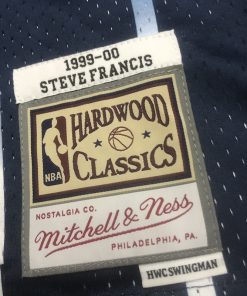 1999-00
STEVE FRANCIS
HARDWOOD
CLASSICS
NBA
NOSTALGIA CO.
Mitchell & Ness
PHILADELPHIA, PA.
HWC SWINGMAN